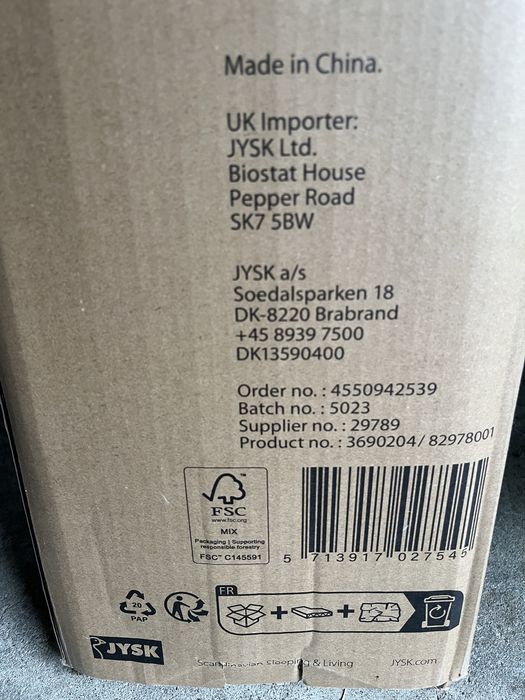 Made in China.
UK Importer:
JYSK Ltd.
Biostat House
Pepper Road
SK7 5BW
JYSK a/s
Soedalsparken 18
DK-8220 Brabrand
+45 8939 7500
DK13590400
Order no. : 4550942539
Batch no. : 5023
Supplier no. : 29789
Product no. : 3690204 / 82978001
FSC
www.fsc.org
MIX
Packaging | Supporting
responsible forestry
FSC™ C145591
5 713917 027545
20
PAP
FR
JYSK
Scandinavian Sleeping & Living
JYSK.com